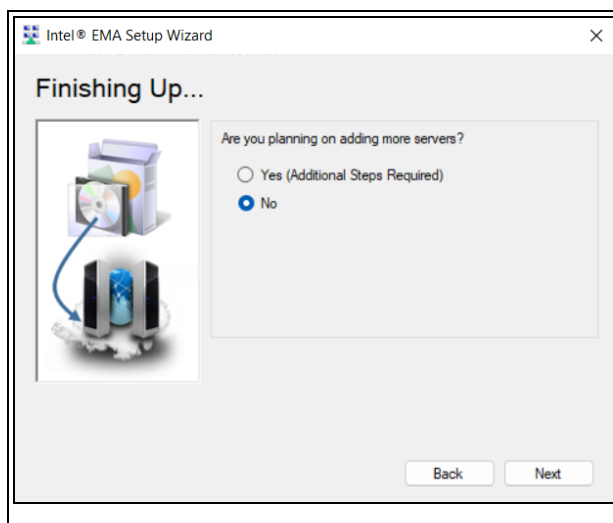 Intel® EMA Setup Wizard
Finishing Up...
Are you planning on adding more servers?
Yes (Additional Steps Required)
No
Back
Next